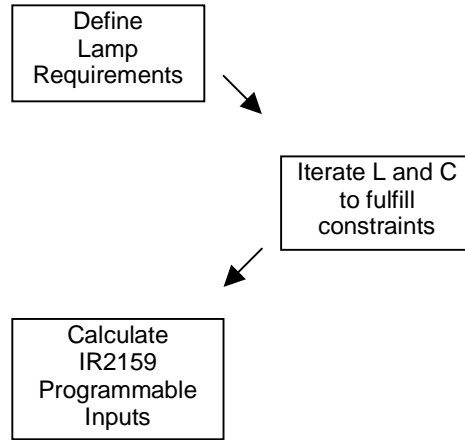 Define
Lamp
Requirements
Iterate L and C
to fulfill
constraints
Calculate
IR2159
Programmable
Inputs